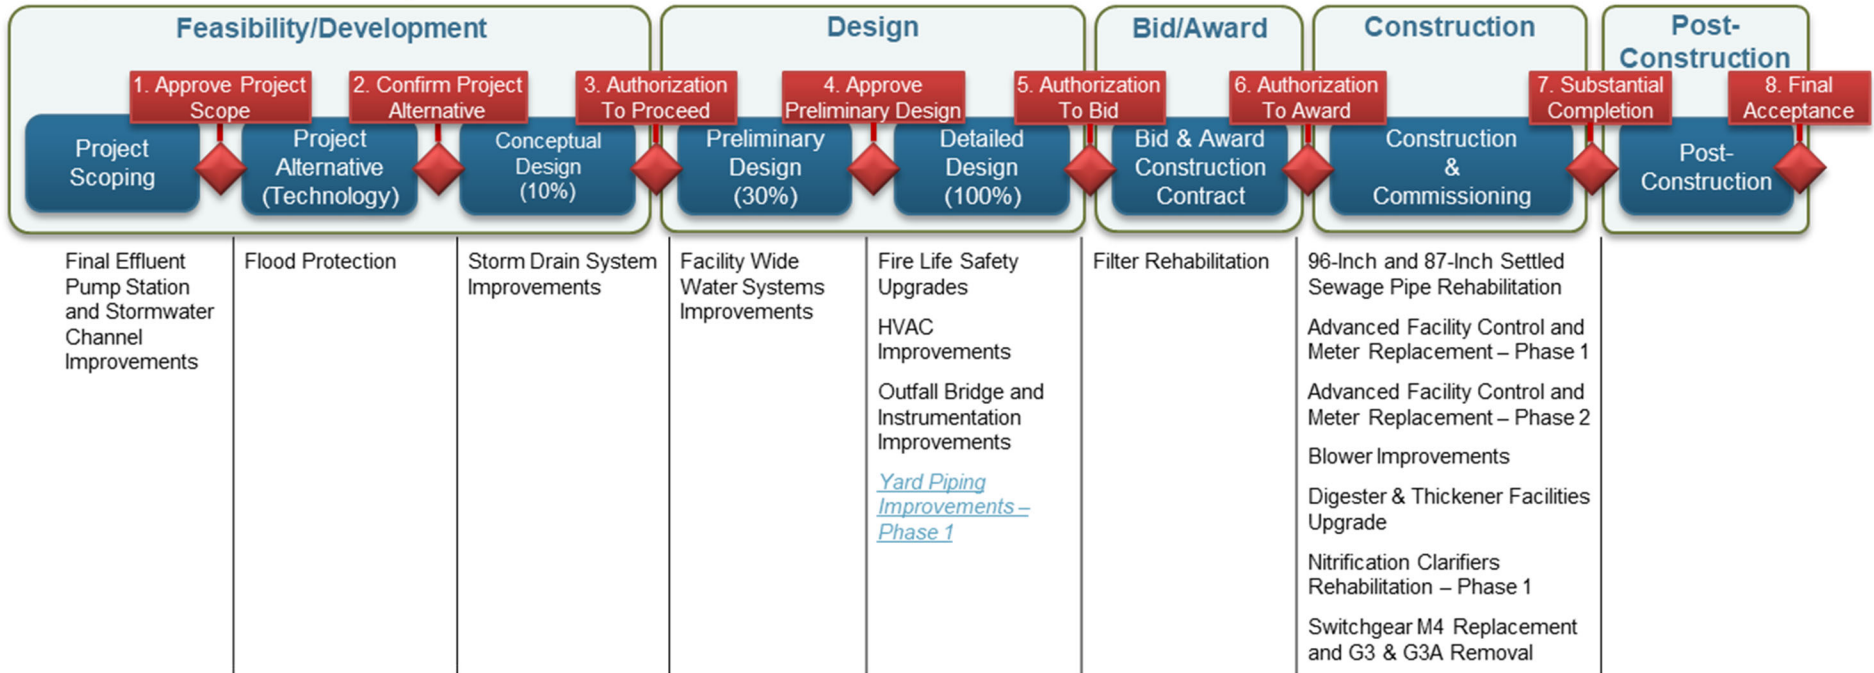 Feasibility/Development
Design
Bid/Award
Construction
Post-
Construction
1. Approve Project
Scope
2. Confirm Project
Alternative
3. Authorization
To Proceed
4. Approve
Preliminary Design
5. Authorization
To Bid
6. Authorization
To Award
7. Substantial
Completion
8. Final
Acceptance
Project
Scoping
Project
Alternative
(Technology)
Conceptual
Design
(10%)
Preliminary
Design
(30%)
Detailed
Design
(100%)
Bid & Award
Construction
Contract
Construction
&
Commissioning
Post-
Construction
Final Effluent
Pump Station
and Stormwater
Channel
Improvements
Flood Protection
Storm Drain System
Improvements
Facility Wide
Water Systems
Improvements
Fire Life Safety
Upgrades
HVAC
Improvements
Outfall Bridge and
Instrumentation
Improvements
Yard Piping
Improvements –
Phase 1
Filter Rehabilitation
96-Inch and 87-Inch Settled
Sewage Pipe Rehabilitation
Advanced Facility Control and
Meter Replacement – Phase 1
Advanced Facility Control and
Meter Replacement – Phase 2
Blower Improvements
Digester & Thickener Facilities
Upgrade
Nitrification Clarifiers
Rehabilitation – Phase 1
Switchgear M4 Replacement
and G3 & G3A Removal